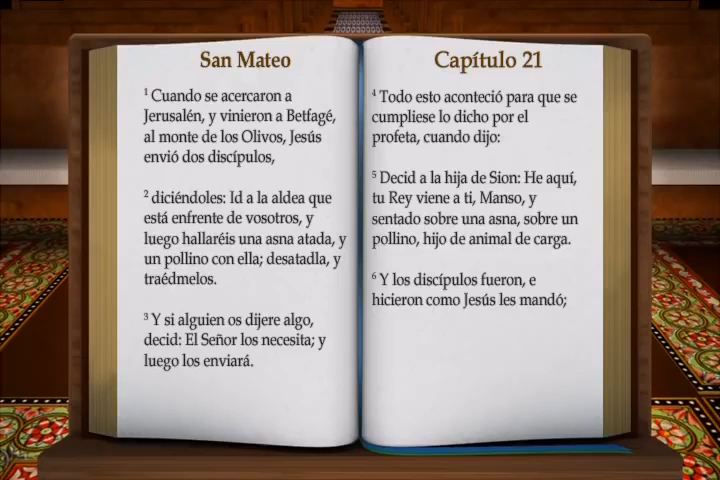 San Mateo
¹ Cuando se acercaron a
Jerusalén, y vinieron a Betfagé,
al monte de los Olivos, Jesús
envió dos discípulos,
² diciéndoles: Id a la aldea que
está enfrente de vosotros, y
luego hallaréis una asna atada, y
un pollino con ella; desatadla, y
traédmelos.
³ Y si alguien os dijere algo,
decid: El Señor los necesita; y
luego los enviará.
Capítulo 21
⁴ Todo esto aconteció para que se
cumpliese lo dicho por el
profeta, cuando dijo:
⁵ Decid a la hija de Sion: He aquí,
tu Rey viene a ti, Manso, y
sentado sobre una asna, sobre un
pollino, hijo de animal de carga.
⁶ Y los discípulos fueron, e
hicieron como Jesús les mandó;